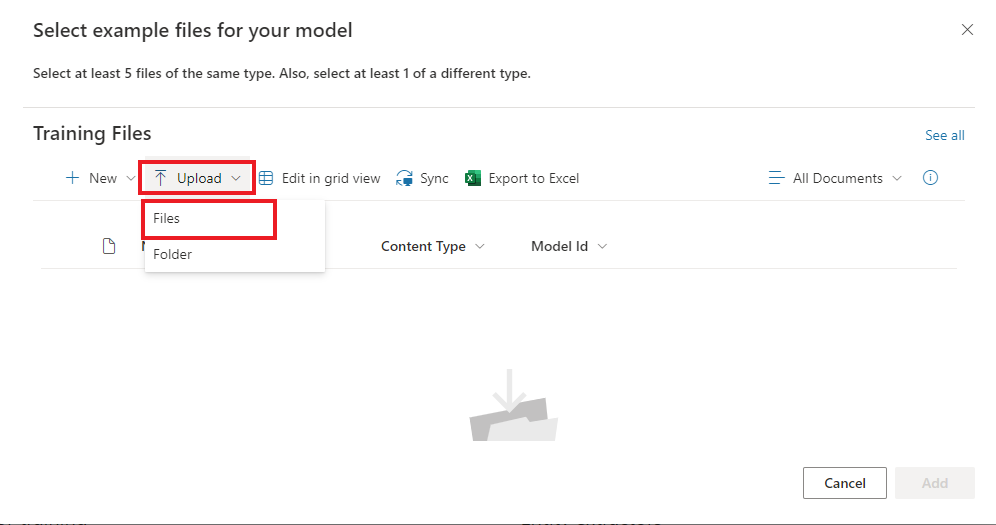 Select example files for your model
Select at least 5 files of the same type. Also, select at least 1 of a different type.
Training Files
See all
New Upload Edit in grid view Sync Export to Excel All Documents
Files
Folder
Content Type Model Id
Cancel Add